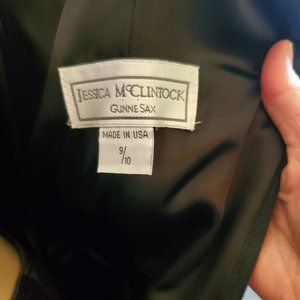 JESSICA McCLINTOCK
GUNNE SAX
MADE IN USA
9/10